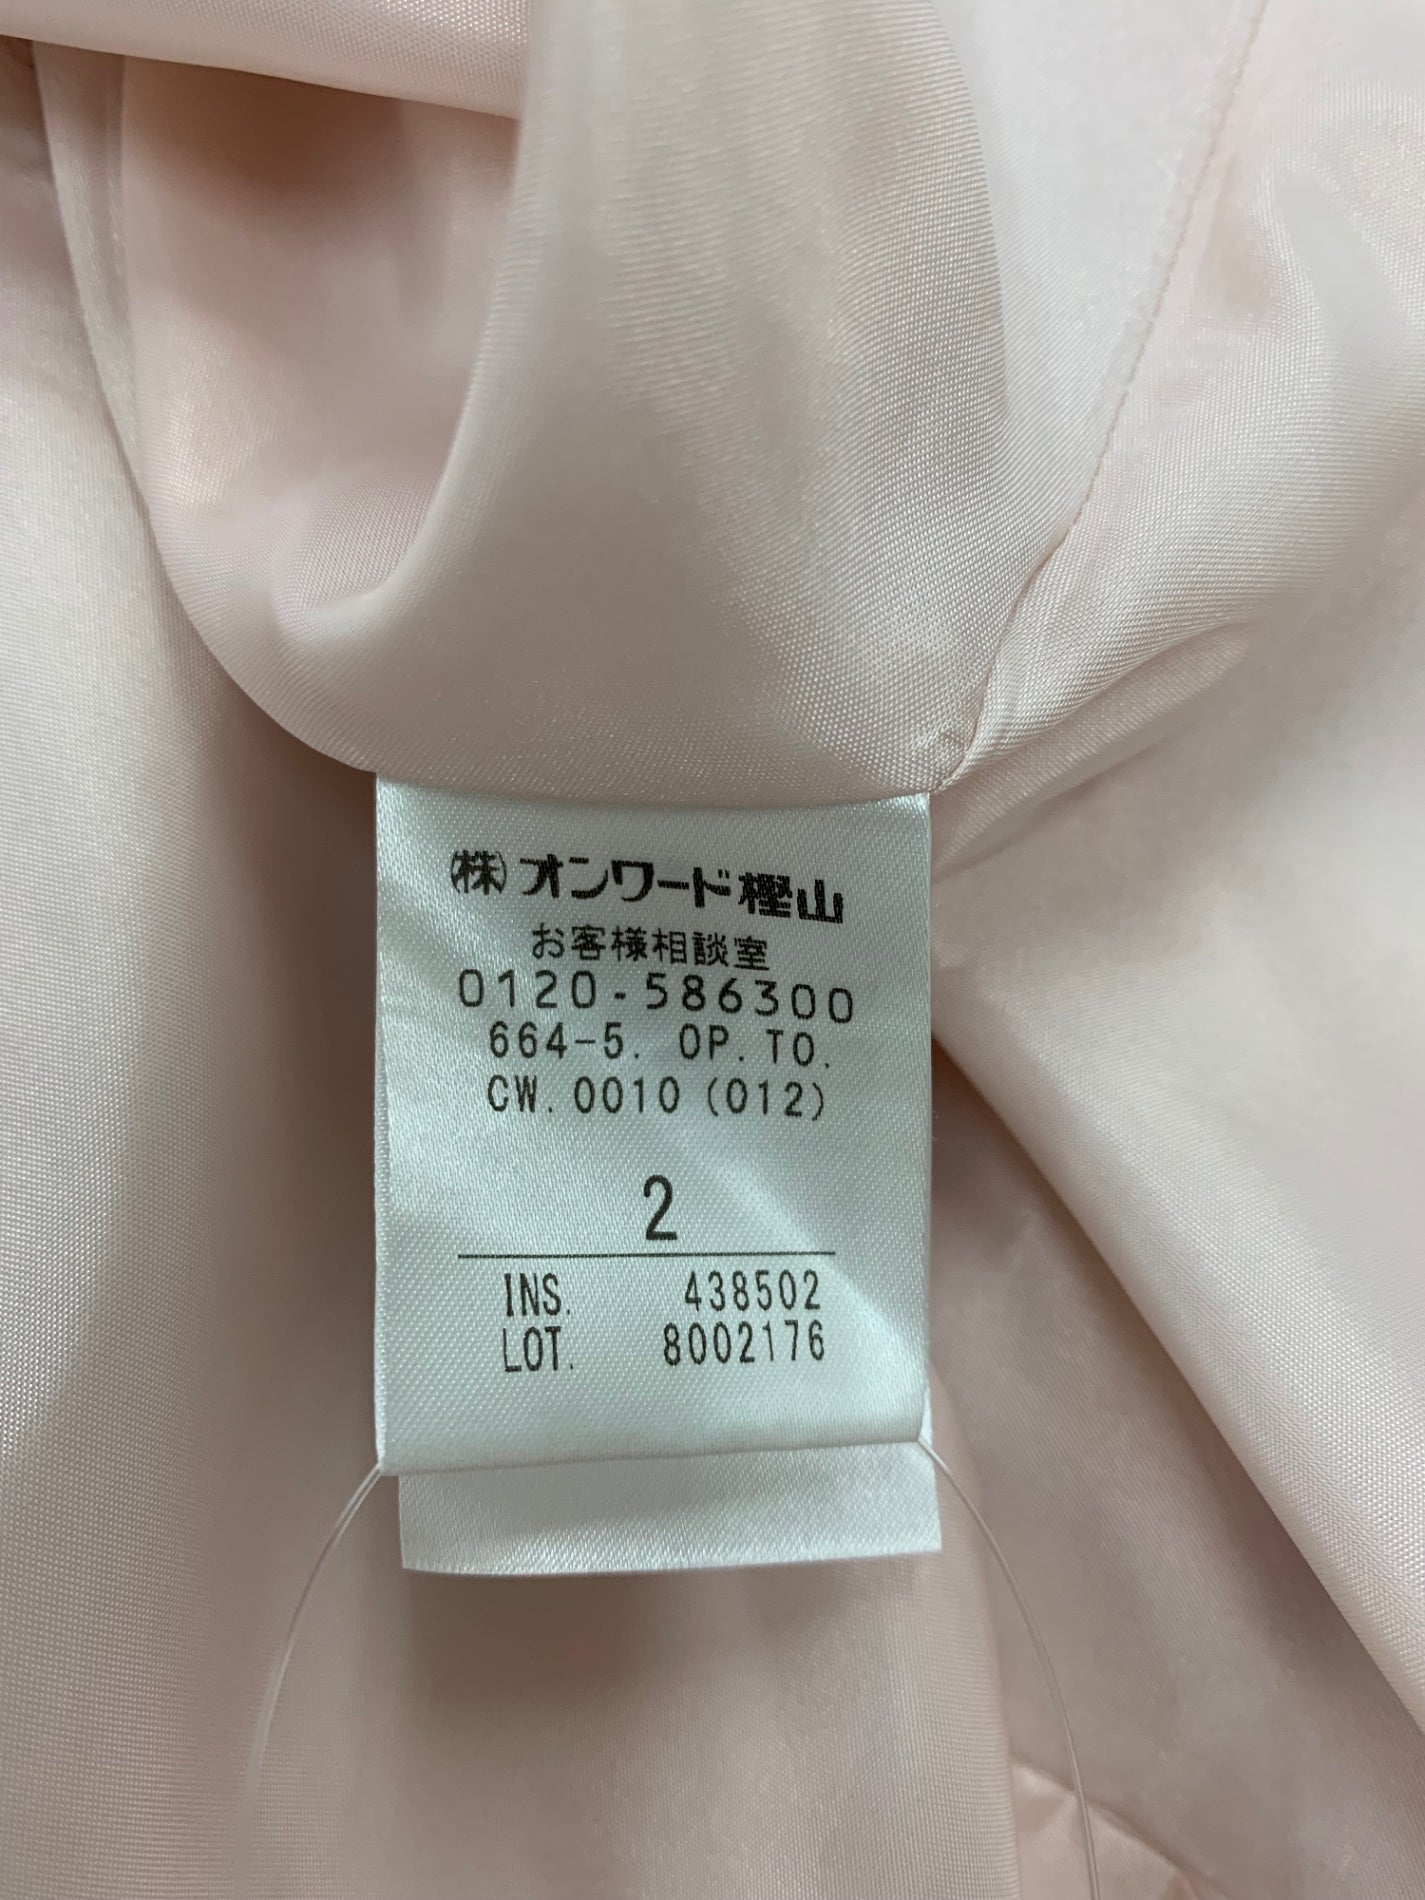 ㈱オンワード樫山
お客様相談室
0120-586300
664-5. OP. TO.
CW. 0010 (012)
2
INS. 438502
LOT. 8002176